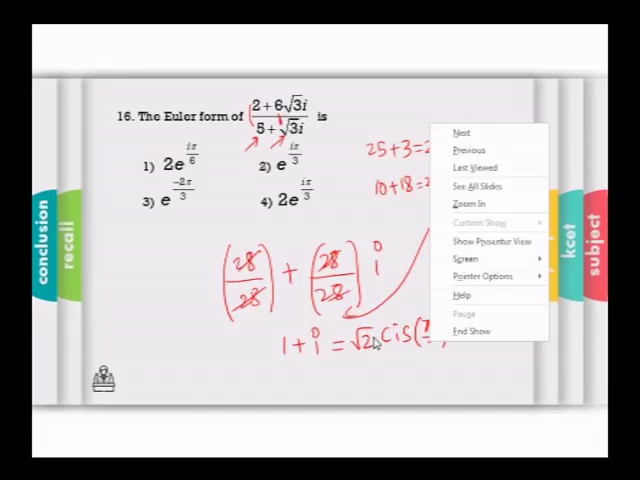 16. The Euler form of (2 + 6√3i / 5 + √3i is
1) 2e^(iπ/6) 2) e^(iπ/3)
3) e^(-2π/3) 4) 2e^(iπ/3)
25+3=2
10+18=2
(28/28) + (28/28) i
1 + i = √2 cis(
Next
Previous
Last Viewed
See All Slides
Zoom In
Custom Show
Show Presenter View
Screen
Pointer Options
Help
Pause
End Show
conclusion
recall
kcet
subject